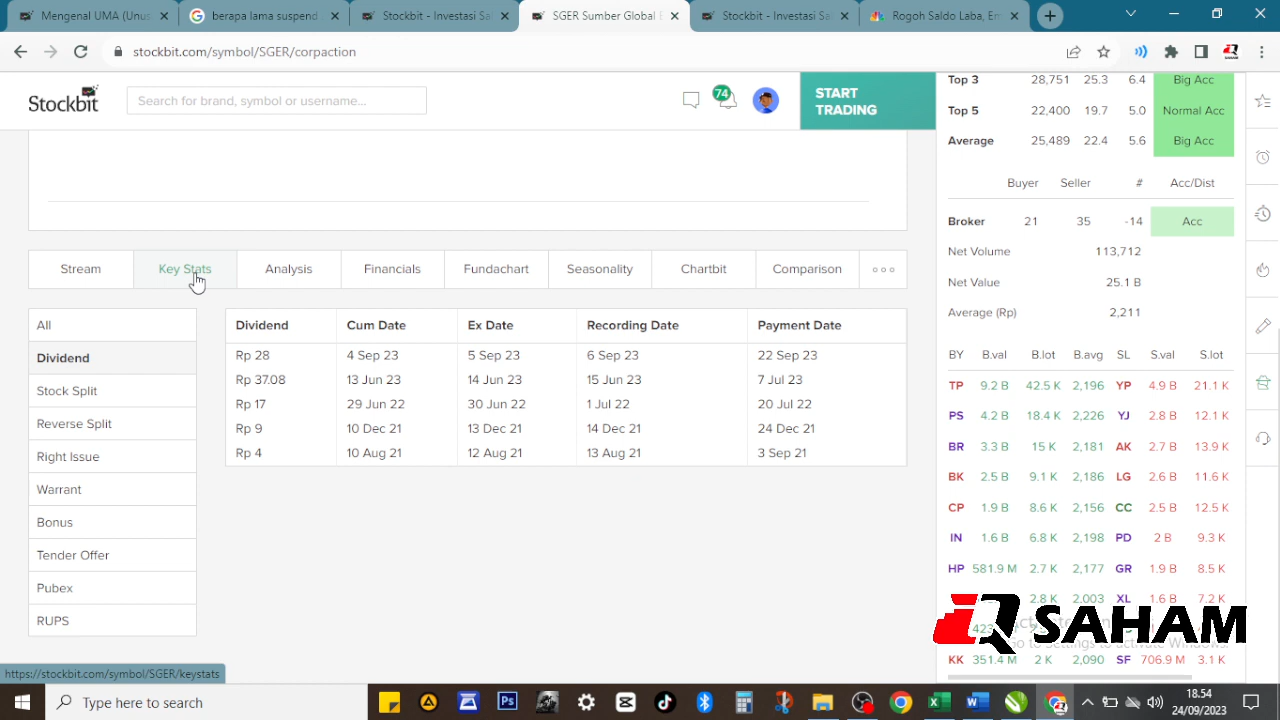 Mengenal UMA (Unus
berapa lama suspend
Stockbit - Investasi Sa
SGER Sumber Global E
Stockbit - Investasi Sa
Rogoh Saldo Laba, Em
stockbit.com/symbol/SGER/corpaction
Stockbit
Search for brand, symbol or username...
74
START
TRADING
Top 3 28,751 25.3 6.4 Big Acc
Top 5 22,400 19.7 5.0 Normal Acc
Average 25,489 22.4 5.6 Big Acc
Buyer Seller # Acc/Dist
Broker 21 35 -14 Acc
Net Volume 113,712
Net Value 25.1 B
Average (Rp) 2,211
Stream Key Stats Analysis Financials Fundachart Seasonality Chartbit Comparison
All
Dividend
Stock Split
Reverse Split
Right Issue
Warrant
Bonus
Tender Offer
Pubex
RUPS
Dividend Cum Date Ex Date Recording Date Payment Date
Rp 28 4 Sep 23 5 Sep 23 6 Sep 23 22 Sep 23
Rp 37.08 13 Jun 23 14 Jun 23 15 Jun 23 7 Jul 23
Rp 17 29 Jun 22 30 Jun 22 1 Jul 22 20 Jul 22
Rp 9 10 Dec 21 13 Dec 21 14 Dec 21 24 Dec 21
Rp 4 10 Aug 21 12 Aug 21 13 Aug 21 3 Sep 21
BY B.val B.lot B.avg SL S.val S.lot
TP 9.2 B 42.5 K 2,196 YP 4.9 B 21.1 K
PS 4.2 B 18.4 K 2,226 YJ 2.8 B 12.1 K
BR 3.3 B 15 K 2,181 AK 2.7 B 13.9 K
BK 2.5 B 9.1 K 2,186 LG 2.6 B 11.6 K
CP 1.9 B 8.6 K 2,156 CC 2.5 B 12.5 K
IN 1.6 B 6.8 K 2,198 PD 2 B 9.3 K
HP 581.9 M 2.7 K 2,177 GR 1.9 B 8.5 K
2.8 K 2,003 XL 1.6 B 7.2 K
SAHAM
Go to Settings to activate Windows.
KK 351.4 M 2 K 2,090 SF 706.9 M 3.1 K
https://stockbit.com/symbol/SGER/keystats
Type here to search
18.54
24/09/2023